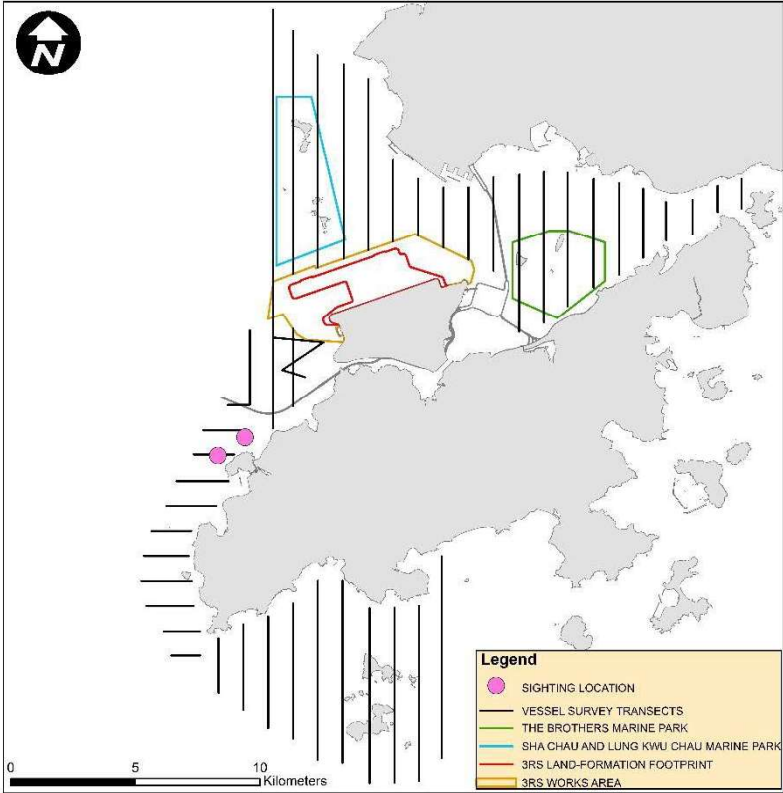 N
Legend
SIGHTING LOCATION
VESSEL SURVEY TRANSECTS
THE BROTHERS MARINE PARK
SHA CHAU AND LUNG KWU CHAU MARINE PARK
3RS LAND-FORMATION FOOTPRINT
3RS WORKS AREA
0 5 10
Kilometers